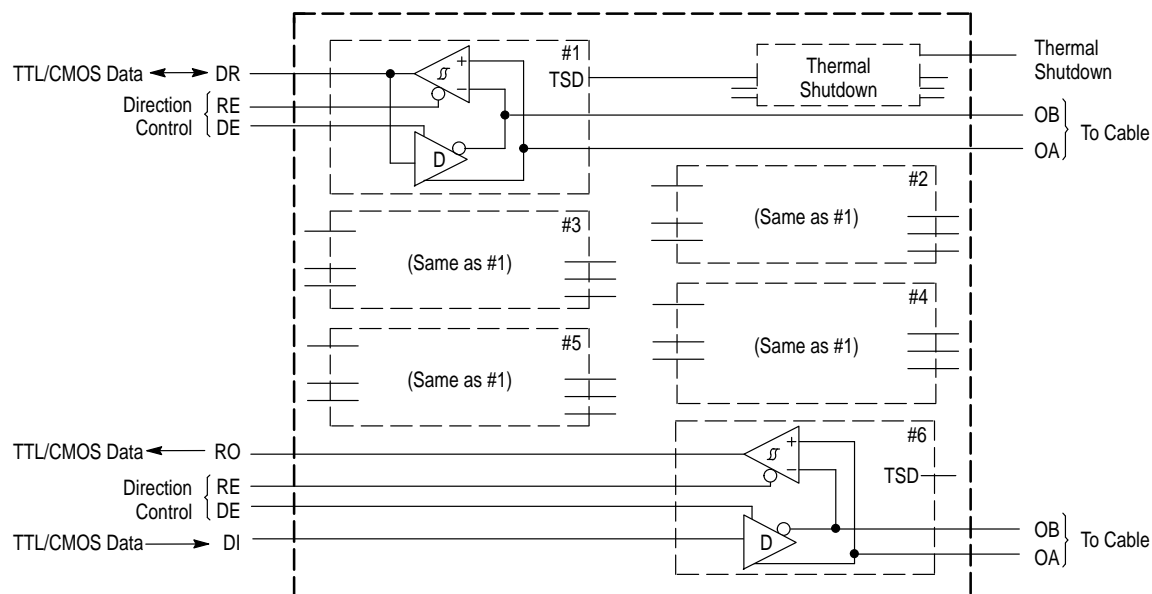 #1
TSD
Thermal
Shutdown
Thermal
Shutdown
TTL/CMOS Data DR
Direction
Control
RE
DE
+
−
D
OB
OA
To Cable
#2
(Same as #1)
#3
(Same as #1)
#4
(Same as #1)
#5
(Same as #1)
#6
TSD
TTL/CMOS Data RO
Direction
Control
RE
DE
TTL/CMOS Data DI
+
−
D
OB
OA
To Cable